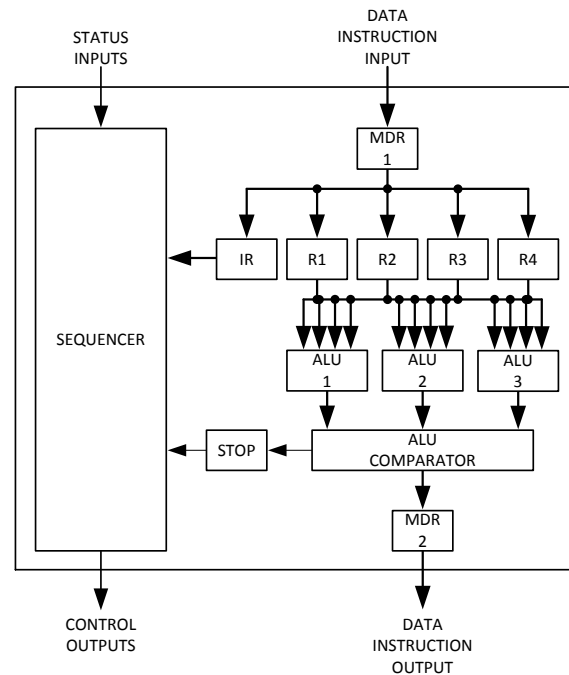 STATUS
INPUTS
DATA
INSTRUCTION
INPUT
MDR
1
IR
R1
R2
R3
R4
SEQUENCER
ALU
1
ALU
2
ALU
3
STOP
ALU
COMPARATOR
MDR
2
CONTROL
OUTPUTS
DATA
INSTRUCTION
OUTPUT